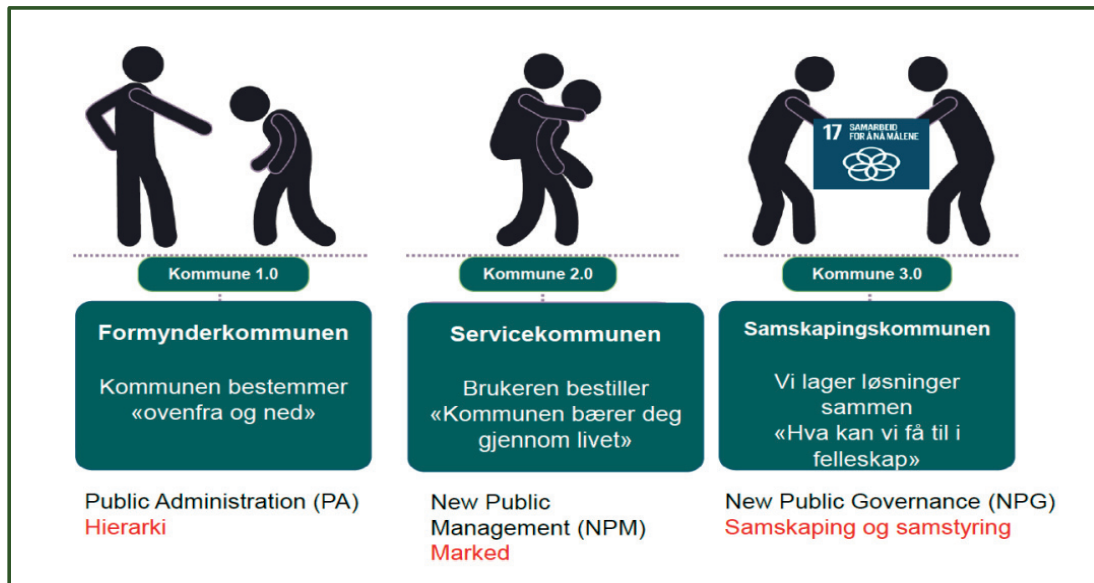 17 SAMARBEID
FOR Å NÅ MÅLENE
Kommune 1.0
Formynderkommunen
Kommunen bestemmer
«ovenfra og ned»
Public Administration (PA)
Hierarki
Kommune 2.0
Servicekommunen
Brukeren bestiller
«Kommunen bærer deg
gjennom livet»
New Public
Management (NPM)
Marked
Kommune 3.0
Samskapingskommunen
Vi lager løsninger
sammen
«Hva kan vi få til i
felleskap»
New Public Governance (NPG)
Samskaping og samstyring